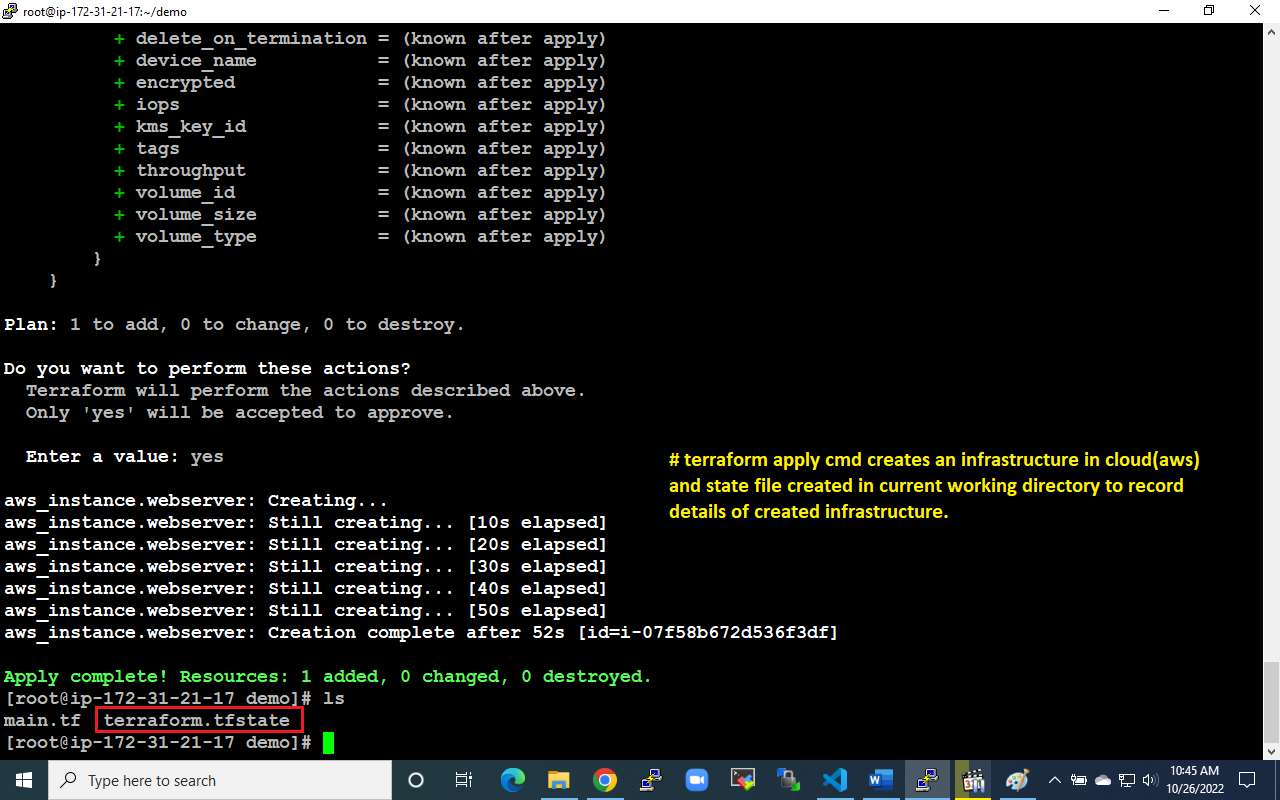 root@ip-172-31-21-17:~/demo
+ delete_on_termination = (known after apply)
+ device_name = (known after apply)
+ encrypted = (known after apply)
+ iops = (known after apply)
+ kms_key_id = (known after apply)
+ tags = (known after apply)
+ throughput = (known after apply)
+ volume_id = (known after apply)
+ volume_size = (known after apply)
+ volume_type = (known after apply)
}
}
Plan: 1 to add, 0 to change, 0 to destroy.
Do you want to perform these actions?
Terraform will perform the actions described above.
Only 'yes' will be accepted to approve.
Enter a value: yes
# terraform apply cmd creates an infrastructure in cloud(aws)
and state file created in current working directory to record
details of created infrastructure.
aws_instance.webserver: Creating...
aws_instance.webserver: Still creating... [10s elapsed]
aws_instance.webserver: Still creating... [20s elapsed]
aws_instance.webserver: Still creating... [30s elapsed]
aws_instance.webserver: Still creating... [40s elapsed]
aws_instance.webserver: Still creating... [50s elapsed]
aws_instance.webserver: Creation complete after 52s [id=i-07f58b672d536f3df]
Apply complete! Resources: 1 added, 0 changed, 0 destroyed.
[root@ip-172-31-21-17 demo]# ls
main.tf terraform.tfstate
[root@ip-172-31-21-17 demo]#
Type here to search
10:45 AM
10/26/2022